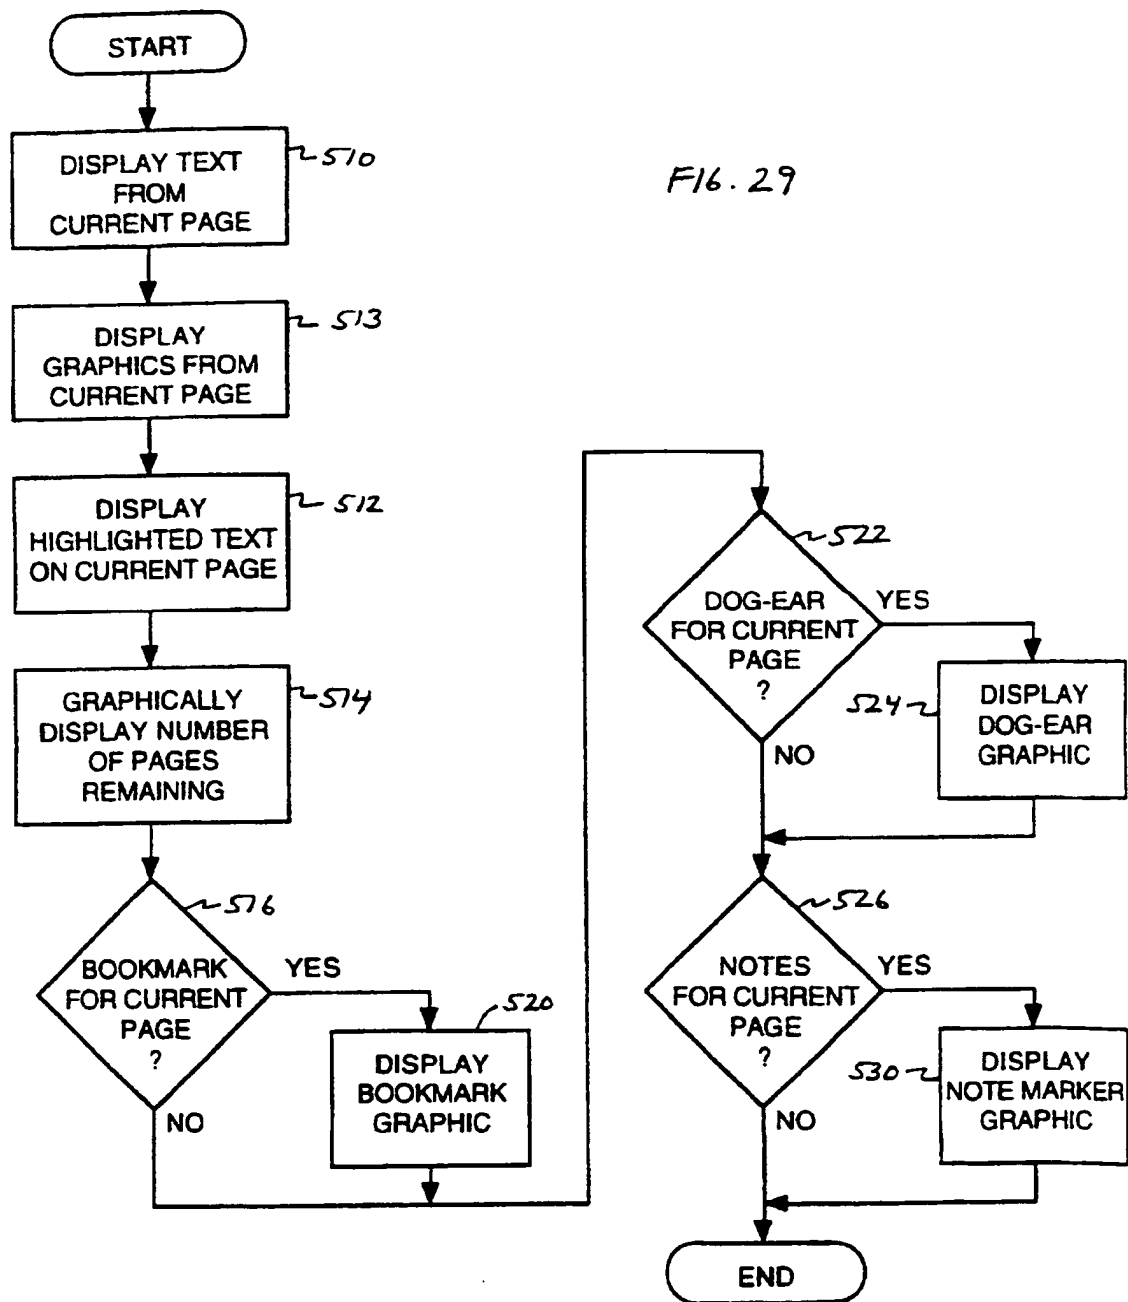 START
DISPLAY TEXT
FROM
CURRENT PAGE
510
FIG. 29
DISPLAY
GRAPHICS FROM
CURRENT PAGE
513
DISPLAY
HIGHLIGHTED TEXT
ON CURRENT PAGE
512
GRAPHICALLY
DISPLAY NUMBER
OF PAGES
REMAINING
514
BOOKMARK
FOR CURRENT
PAGE
?
516
YES
NO
520
DISPLAY
BOOKMARK
GRAPHIC
522
DOG-EAR
FOR CURRENT
PAGE
?
YES
NO
524
DISPLAY
DOG-EAR
GRAPHIC
526
NOTES
FOR CURRENT
PAGE
?
YES
NO
530
DISPLAY
NOTE MARKER
GRAPHIC
END